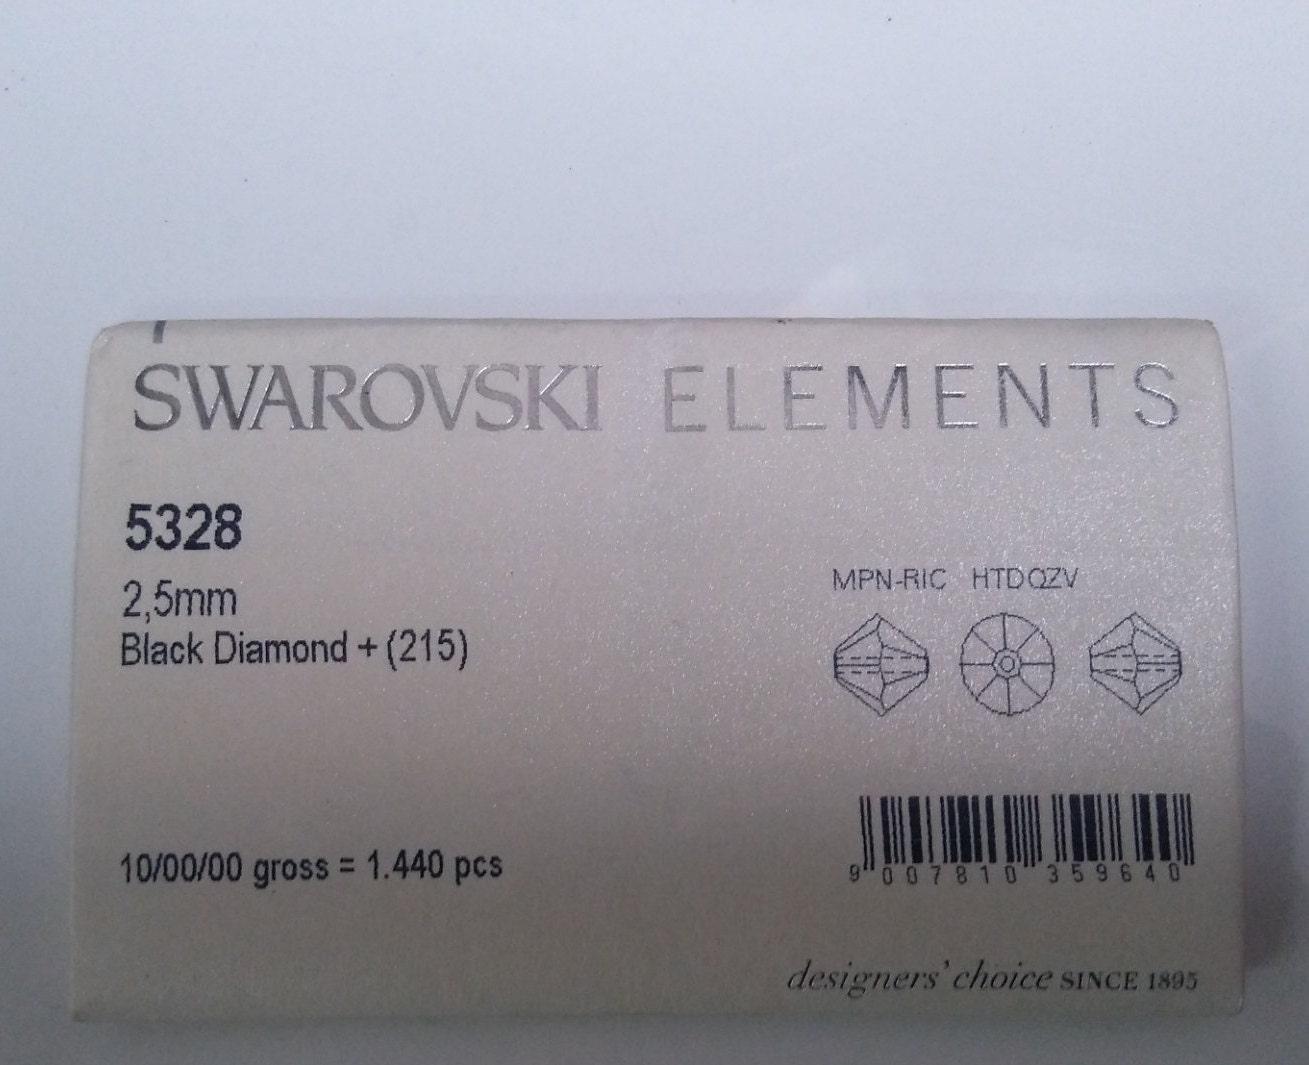 SWAROVSKI ELEMENTS
5328
2,5mm
Black Diamond + (215)
MPN-RIC HTDQZV
10/00/00 gross = 1.440 pcs
9 007810 359640
designers' choice SINCE 1895